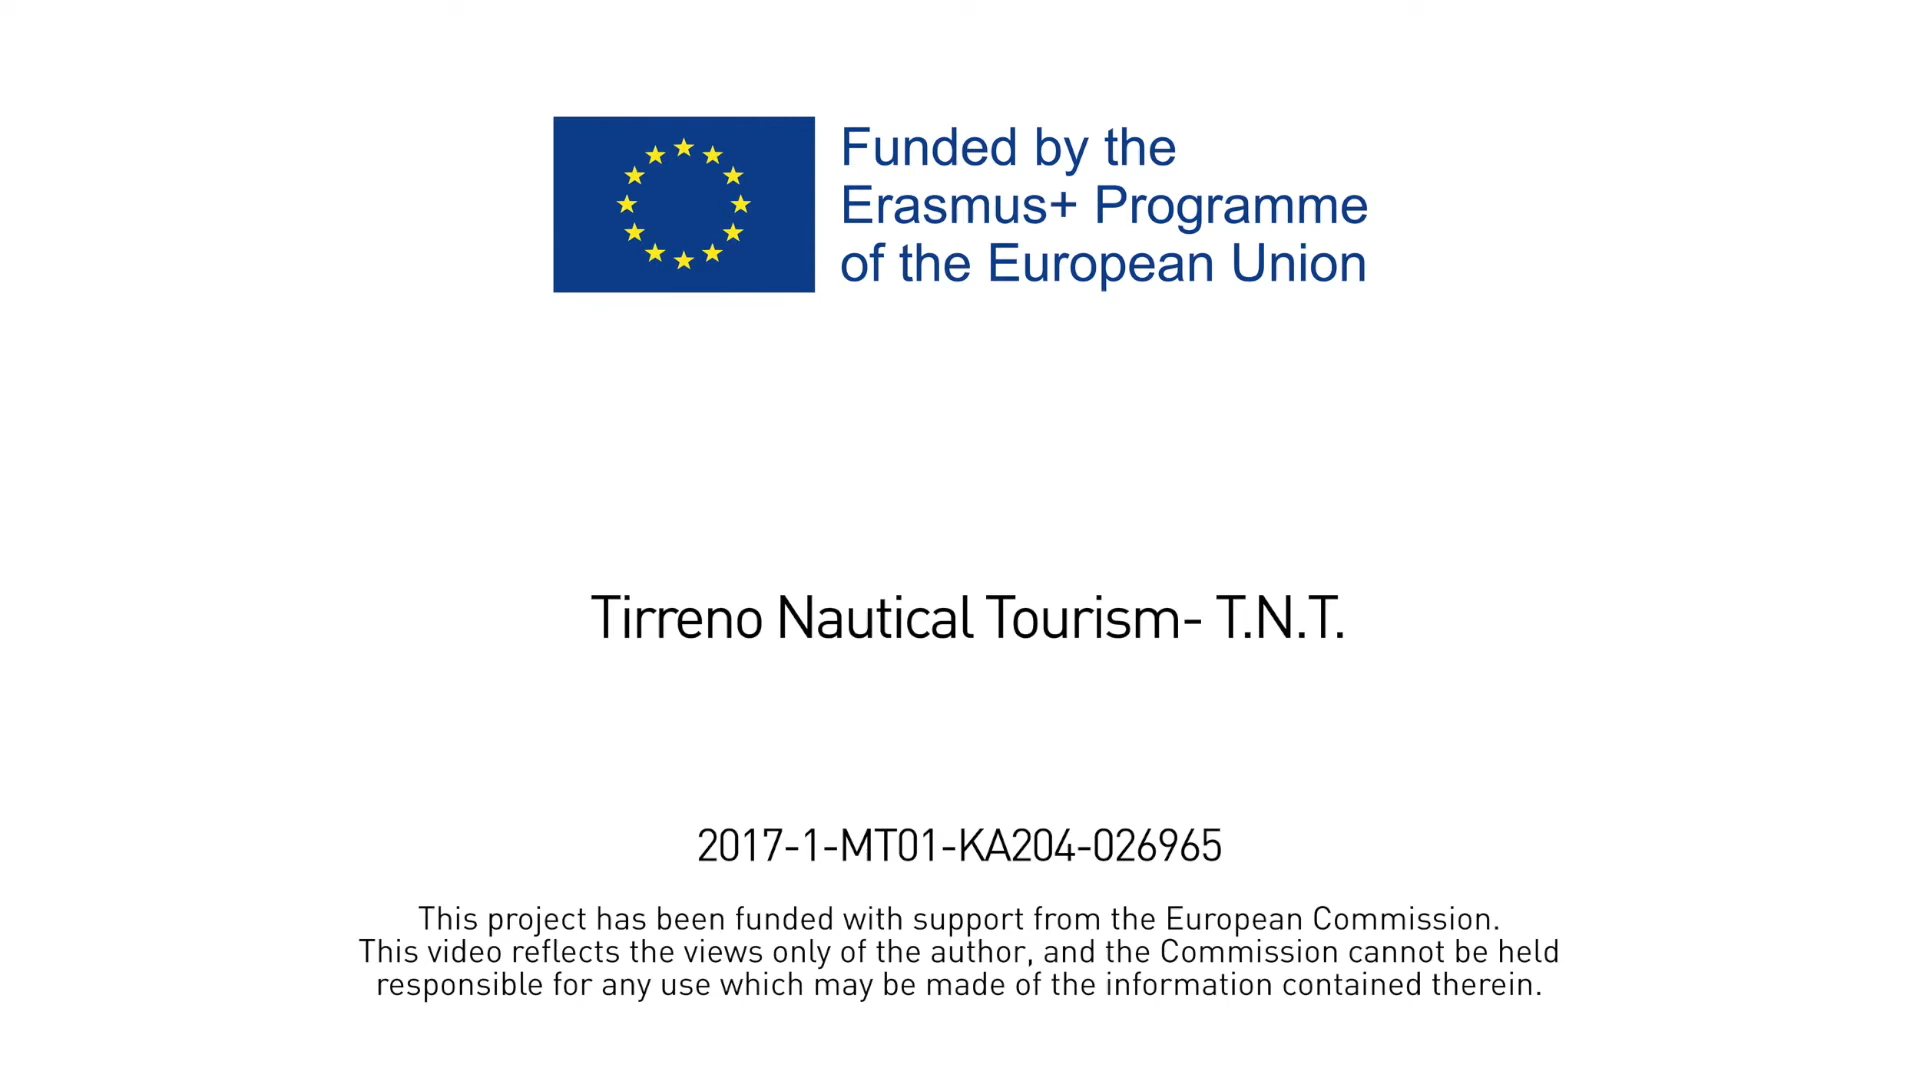 Funded by the
Erasmus+ Programme
of the European Union
Tirreno Nautical Tourism- T.N.T.
2017-1-MT01-KA204-026965
This project has been funded with support from the European Commission.
This video reflects the views only of the author, and the Commission cannot be held
responsible for any use which may be made of the information contained therein.